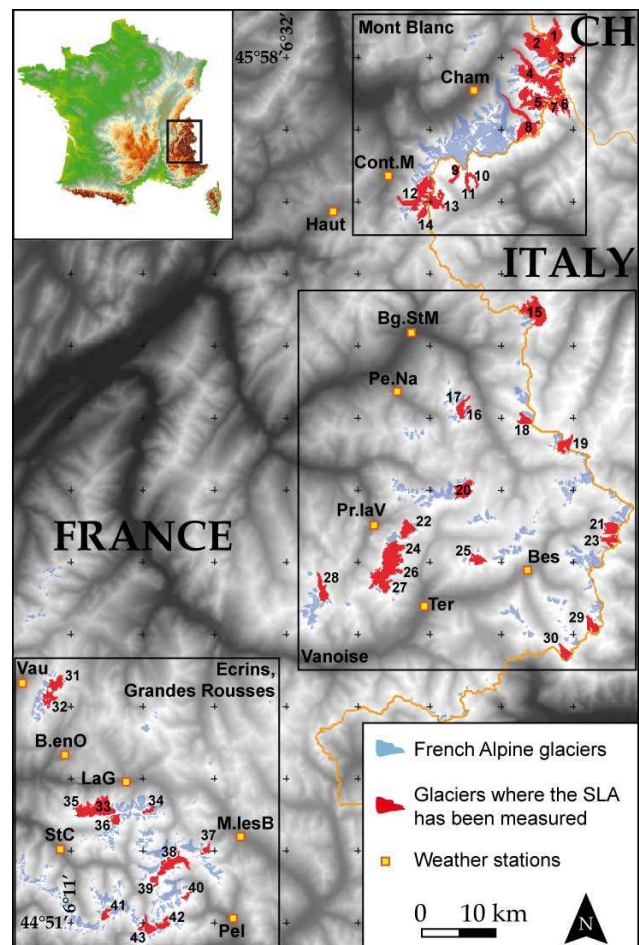 Mont Blanc
CH
45°58'
6°32'
1
2
3
4
Cham
5
7
6
8
Cont.M
9
10
12
11
13
14
Haut
ITALY
15
Bg.StM
Pe.Na
17
16
18
19
20
Pr.laV
22
21
FRANCE
24
23
25
Bes
26
28
27
Ter
29
30
Vanoise
Ecrins,
Grandes Rousses
Vau
31
32
B.enO
LaG
35
33
34
36
StC
M.lesB
37
38
39
40
41
42
43
Pel
44°51'
6°11'
French Alpine glaciers
Glaciers where the SLA
has been measured
Weather stations
0 10 km
N